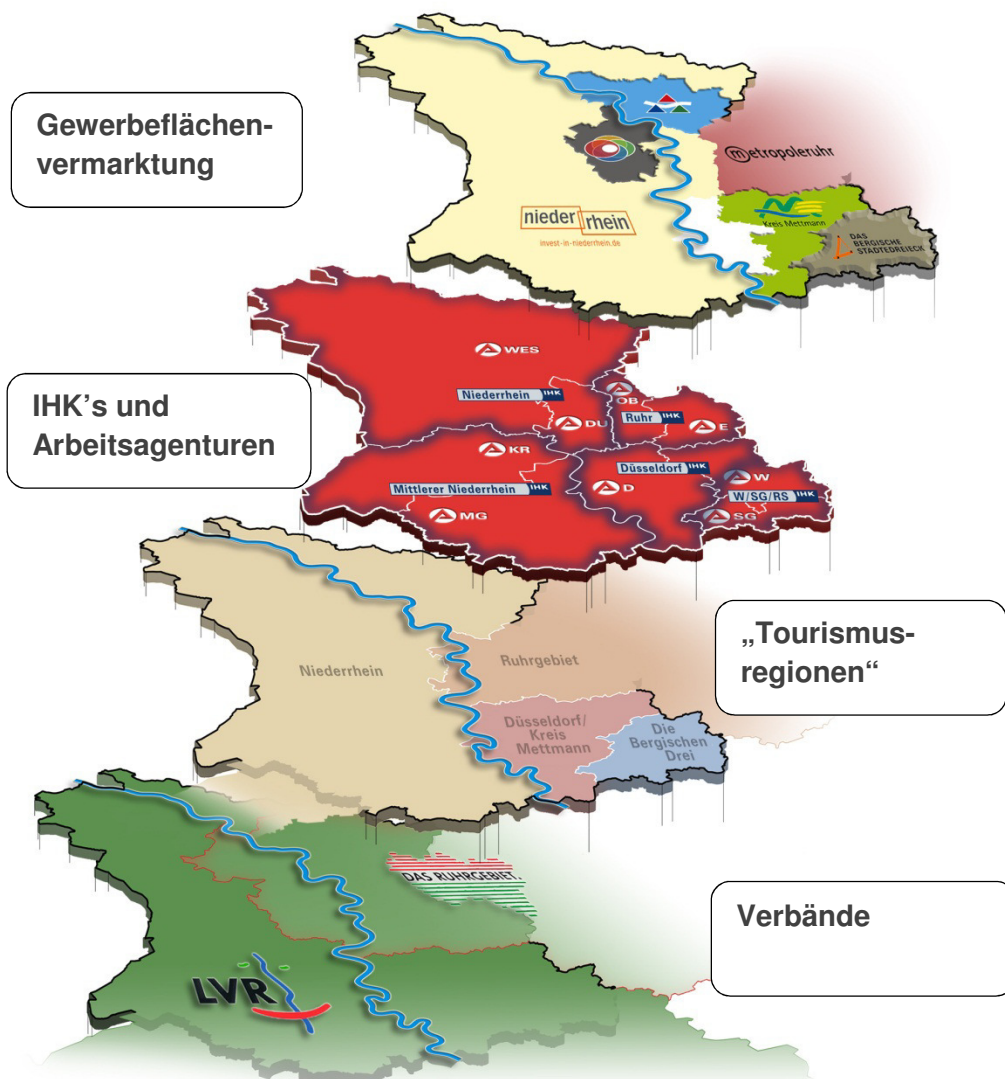 Gewerbeflächen-
vermarktung
metropoleruhr
Kreis Mettmann
DAS
BERGISCHE
STÄDTEDREIECK
nieder rhein
invest-in-niederrhein.de
IHK's und
Arbeitsagenturen
WES
Niederrhein IHK
OB
Ruhr IHK
DU
E
KR
Düsseldorf IHK
W
Mittlerer Niederrhein IHK
D
W/SG/RS IHK
MG
SG
„Tourismus-
regionen“
Niederrhein
Ruhrgebiet
Düsseldorf/
Kreis
Mettmann
Die
Bergischen
Drei
Verbände
DAS RUHRGEBIET.
LVR